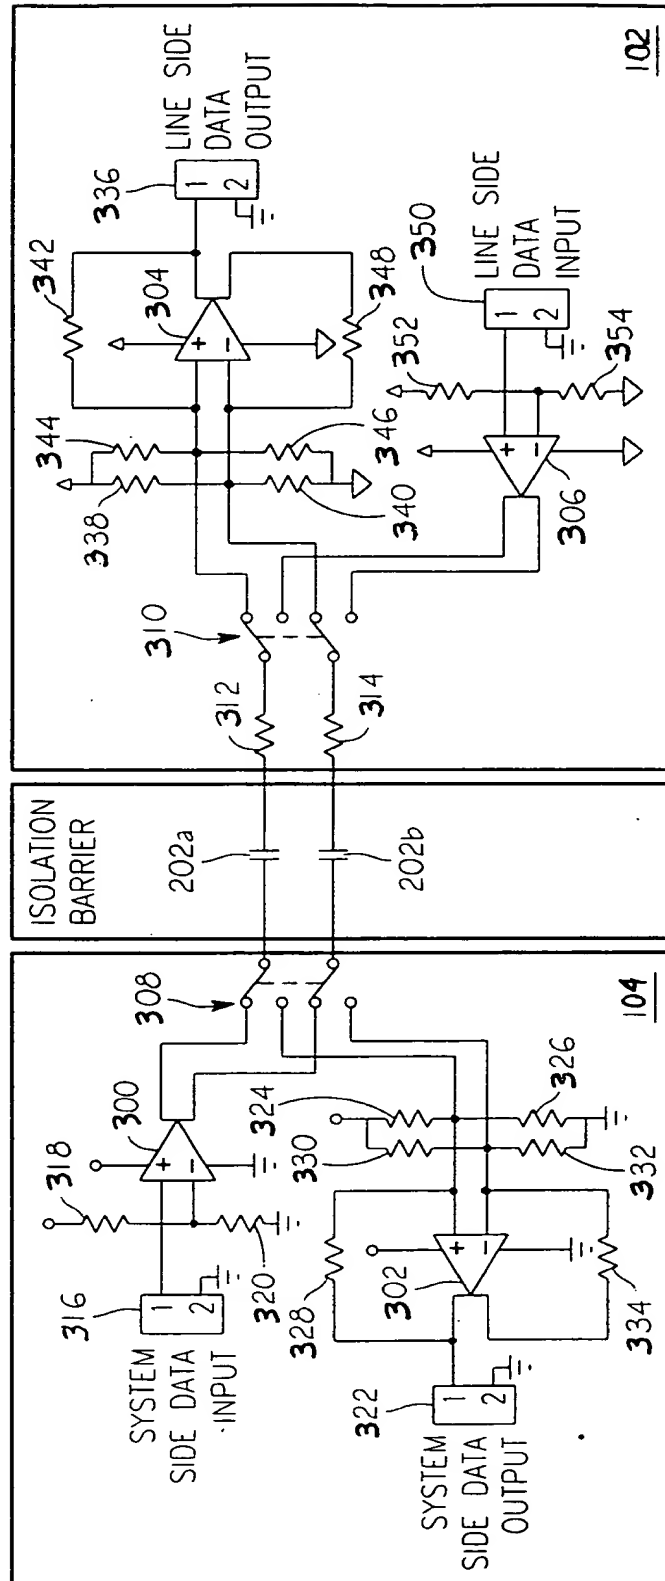 SYSTEM
SIDE DATA
INPUT
316
1
2
318
320
300
+
−
308
SYSTEM
SIDE DATA
OUTPUT
322
1
2
328
302
+
−
334
330
324
326
332
104
ISOLATION
BARRIER
202a
202b
312
314
310
338
344
340
346
342
304
+
−
348
336
1
2
LINE SIDE
DATA
OUTPUT
306
+
−
352
354
350
1
2
LINE SIDE
DATA
INPUT
102